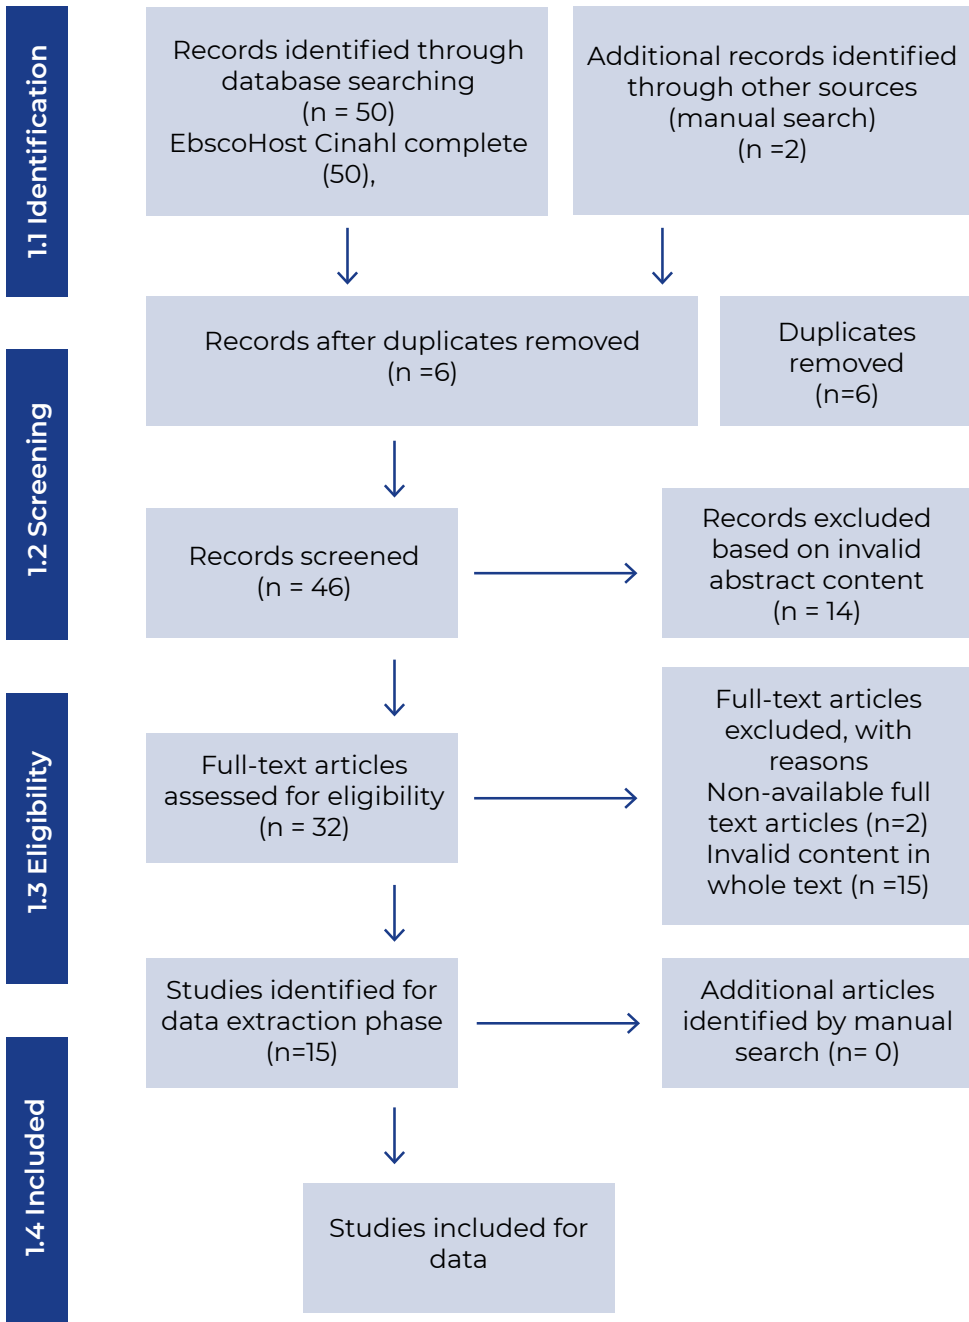 1.1 Identification
Records identified through
database searching
(n = 50)
EbscoHost Cinahl complete
(50),
Additional records identified
through other sources
(manual search)
(n =2)
1.2 Screening
Records after duplicates removed
(n =6)
Duplicates
removed
(n=6)
Records screened
(n = 46)
Records excluded
based on invalid
abstract content
(n = 14)
1.3 Eligibility
Full-text articles
assessed for eligibility
(n = 32)
Full-text articles
excluded, with
reasons
Non-available full
text articles (n=2)
Invalid content in
whole text (n =15)
Studies identified for
data extraction phase
(n=15)
Additional articles
identified by manual
search (n= 0)
1.4 Included
Studies included for
data